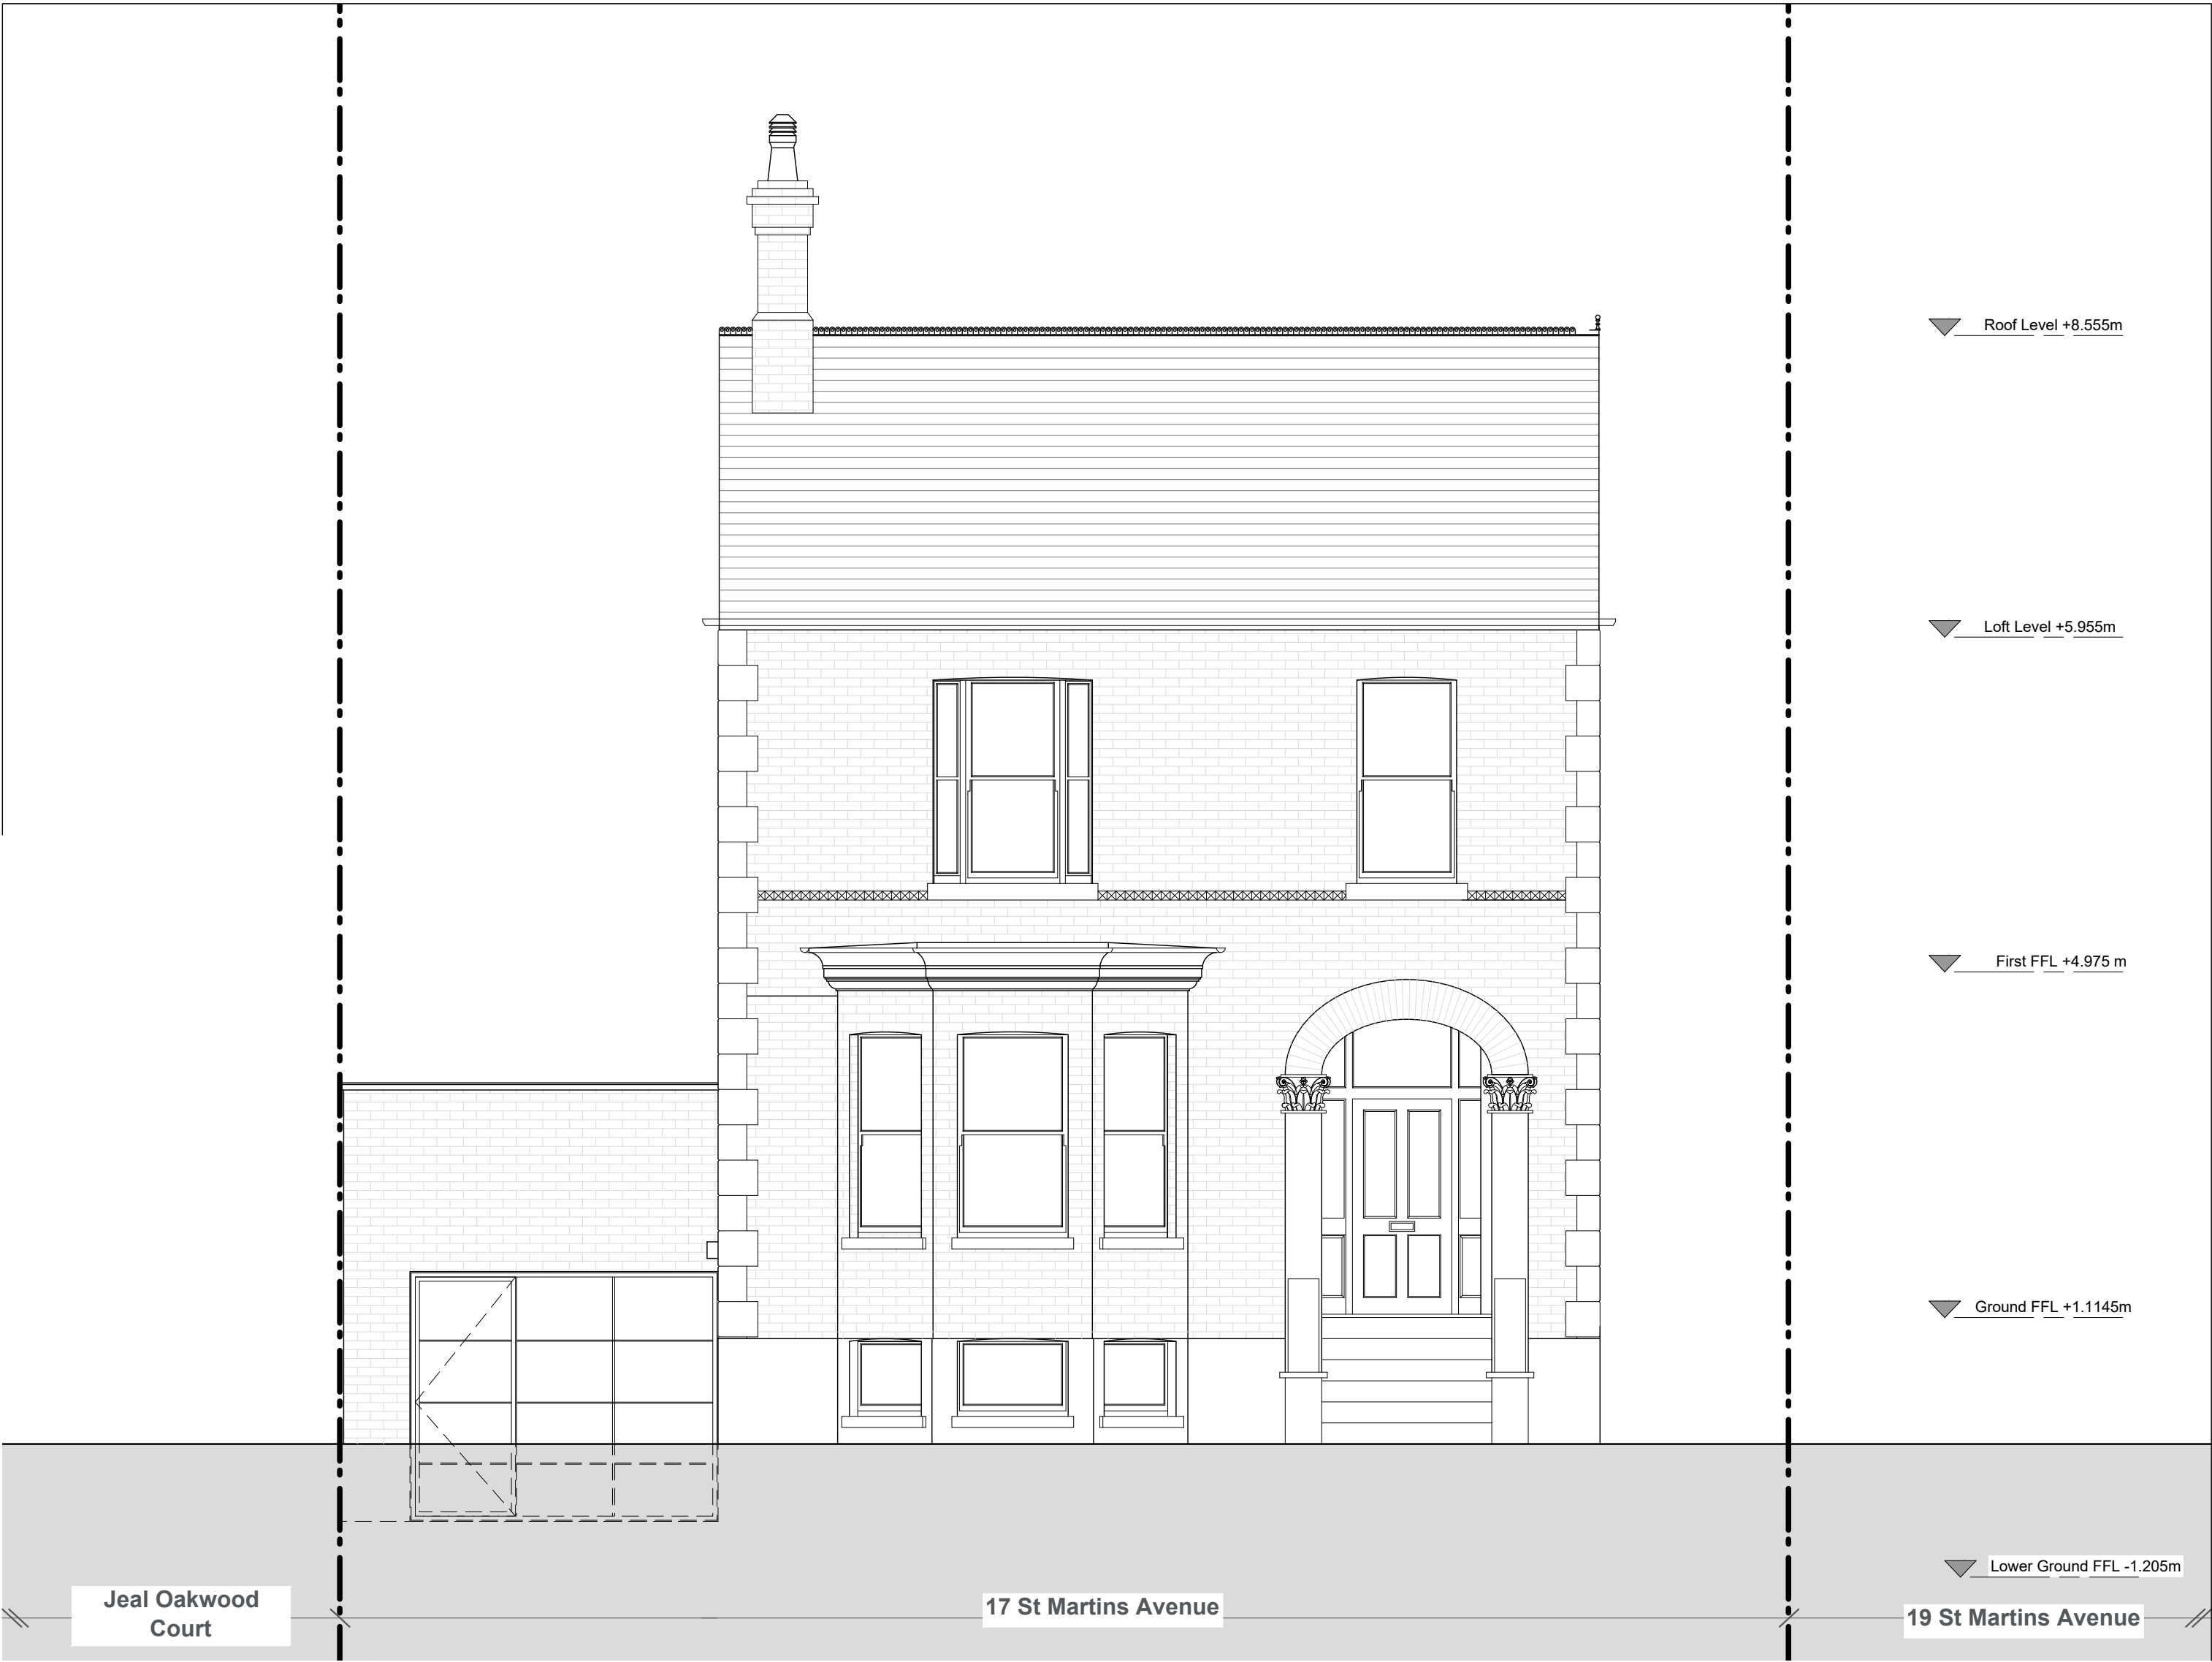 Roof Level +8.555m
Loft Level +5.955m
First FFL +4.975 m
Ground FFL +1.1145m
Lower Ground FFL -1.205m
Jeal Oakwood
Court
17 St Martins Avenue
19 St Martins Avenue